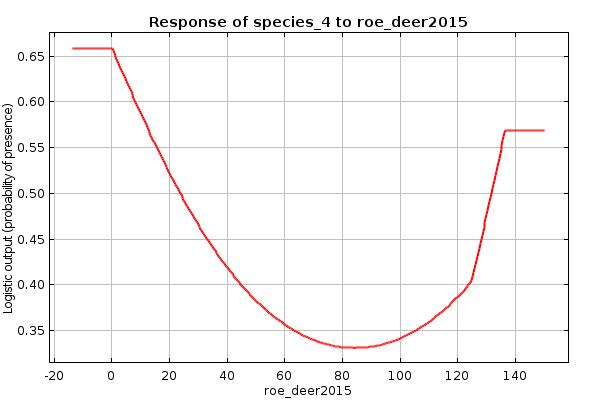 Response of species_4 to roe_deer2015
Logistic output (probability of presence)
0.65
0.60
0.55
0.50
0.45
0.40
0.35
-20 0 20 40 60 80 100 120 140
roe_deer2015